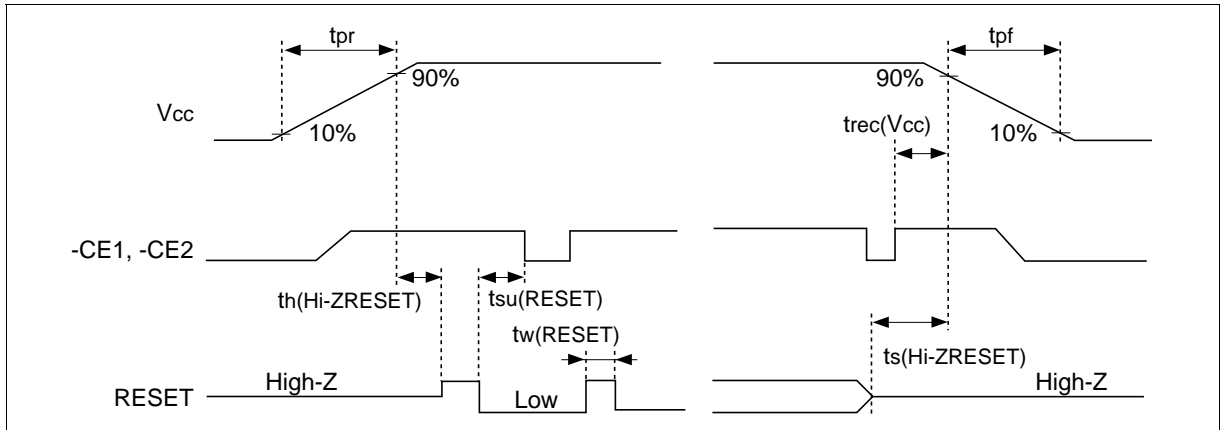 tpr
tpf
90%
90%
Vcc
trec(Vcc)
10%
10%
-CE1, -CE2
th(Hi-ZRESET)
tsu(RESET)
tw(RESET)
ts(Hi-ZRESET)
High-Z
High-Z
RESET
Low